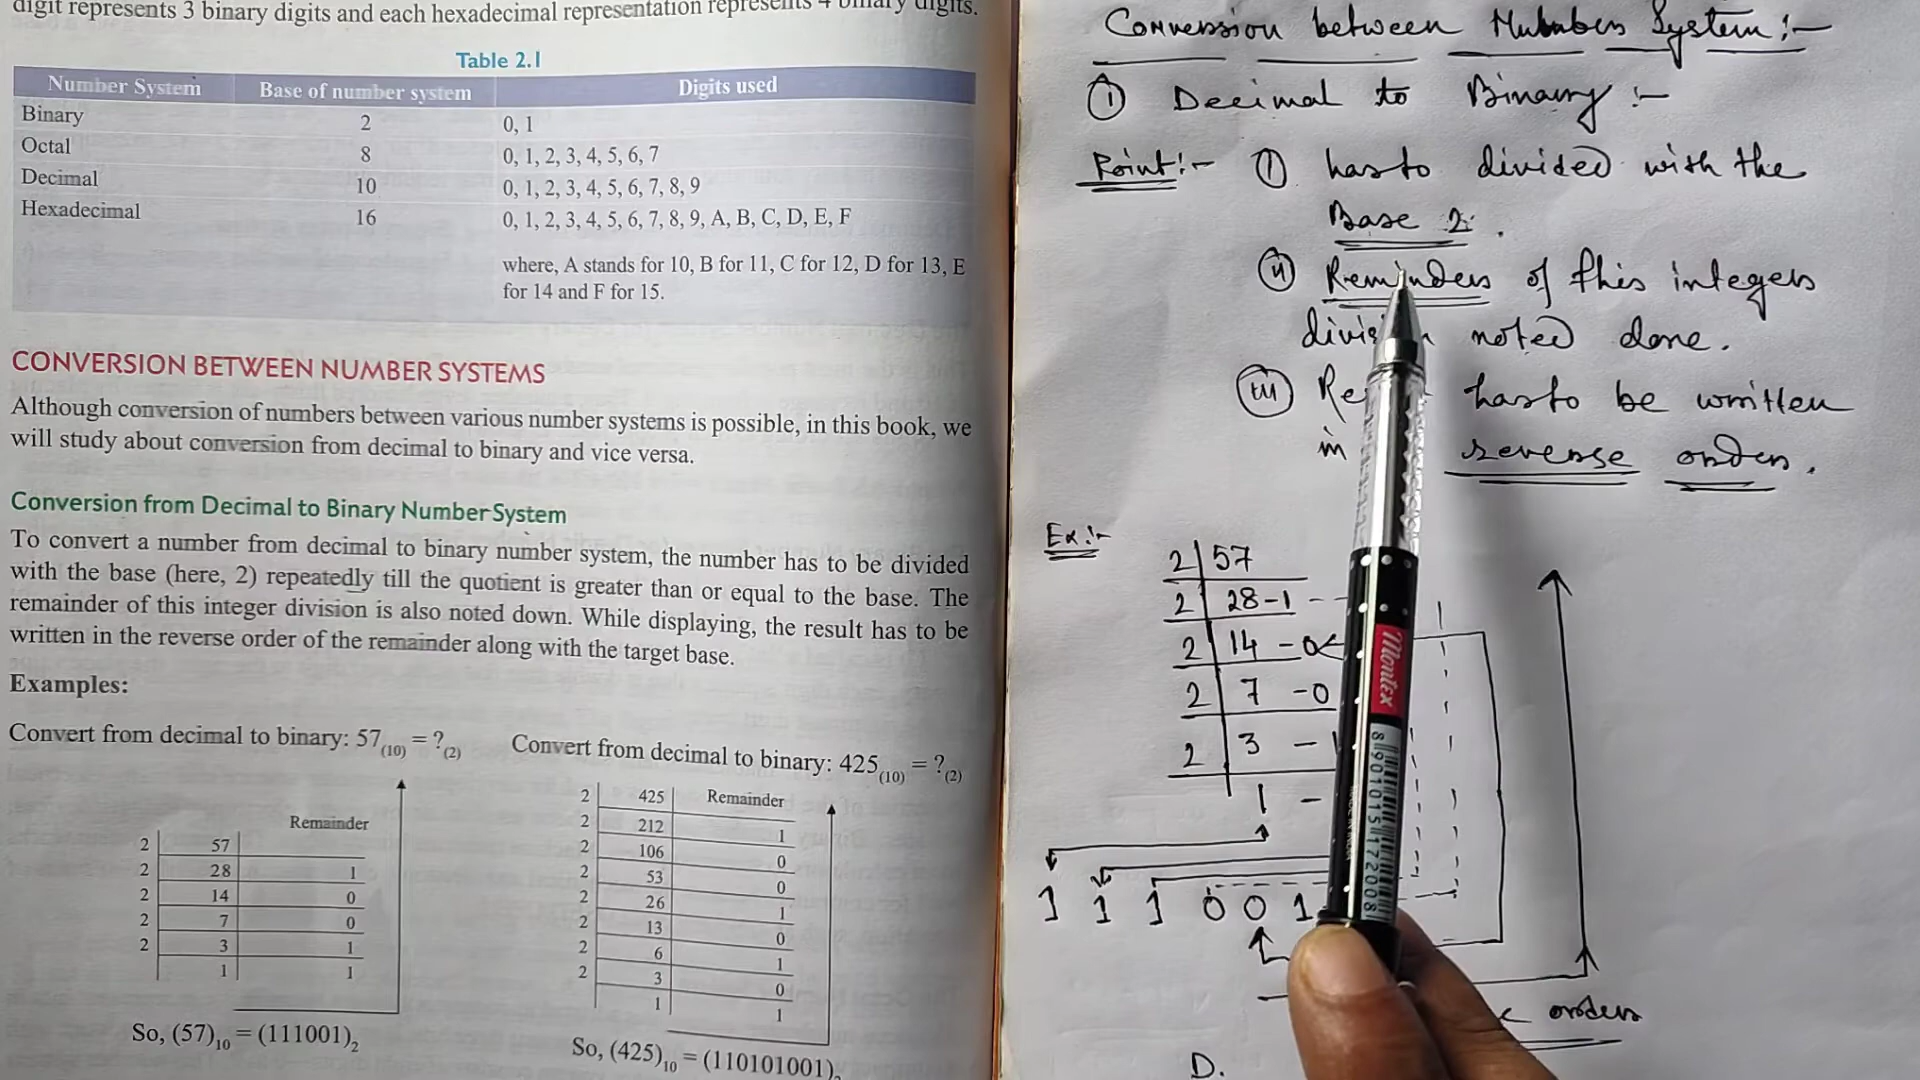 digit represents 3 binary digits and each hexadecimal representation represents 4 binary digits.
Table 2.1
Number System Base of number system Digits used
Binary 2 0, 1
Octal 8 0, 1, 2, 3, 4, 5, 6, 7
Decimal 10 0, 1, 2, 3, 4, 5, 6, 7, 8, 9
Hexadecimal 16 0, 1, 2, 3, 4, 5, 6, 7, 8, 9, A, B, C, D, E, F
where, A stands for 10, B for 11, C for 12, D for 13, E
for 14 and F for 15.
CONVERSION BETWEEN NUMBER SYSTEMS
Although conversion of numbers between various number systems is possible, in this book, we
will study about conversion from decimal to binary and vice versa.
Conversion from Decimal to Binary Number System
To convert a number from decimal to binary number system, the number has to be divided
with the base (here, 2) repeatedly till the quotient is greater than or equal to the base. The
remainder of this integer division is also noted down. While displaying, the result has to be
written in the reverse order of the remainder along with the target base.
Examples:
Convert from decimal to binary: 57(10) = ?(2)
Remainder
2 57
2 28 1
2 14 0
2 7 0
2 3 1
1 1
So, (57)10 = (111001)2
Convert from decimal to binary: 425(10) = ?(2)
2 425 Remainder
2 212 1
2 106 0
2 53 0
2 26 1
2 13 0
2 6 1
2 3 0
1 1
So, (425)10 = (110101001)2
Conversion between Number System :-
① Decimal to Binary :-
Point :- ① has to divided with the
Base 2.
(ii) Reminders of this integers
noted done.
(iii) has to be written
in reverse order.
Ex :-
2 57
2 28 - 1
2 14 - 0
2 7 - 0
2 3 -
1 -
1 1 1 0 0 1
order
D.
Montex
8 901015 172008